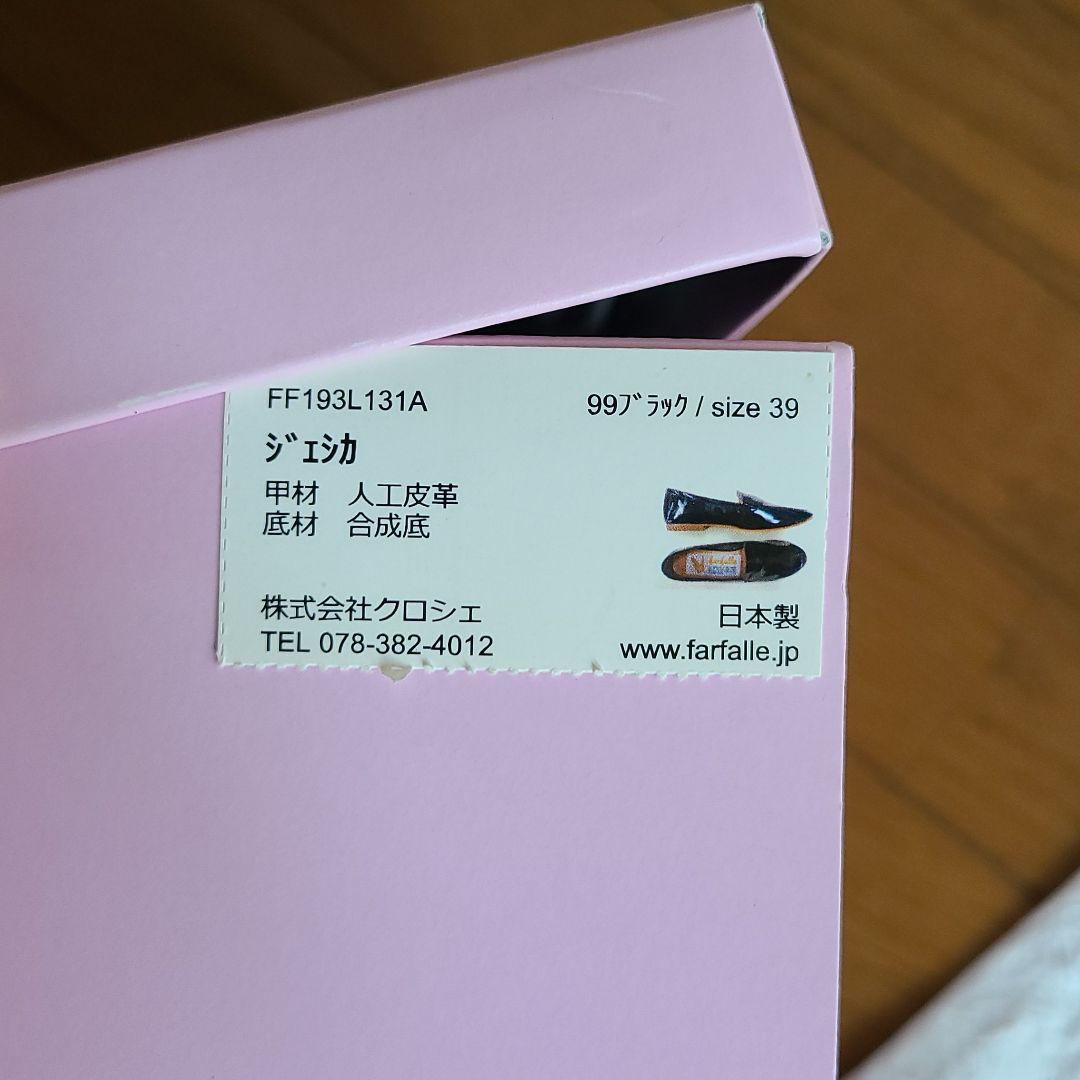 FF193L131A
99ﾌﾞﾗｯｸ / size 39
ｼﾞｪｼｶ
甲材　人工皮革
底材　合成底
farfalle
株式会社クロシェ
日本製
TEL 078-382-4012
www.farfalle.jp